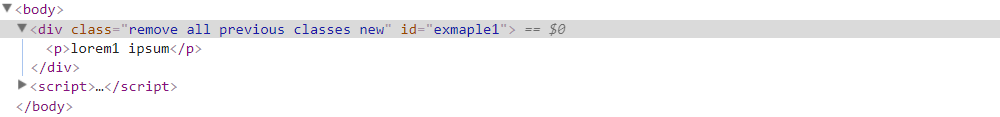 <body>
<div class="remove all previous classes new" id="exmaple1"> == $0
<p>lorem1 ipsum</p>
</div>
<script>…</script>
</body>